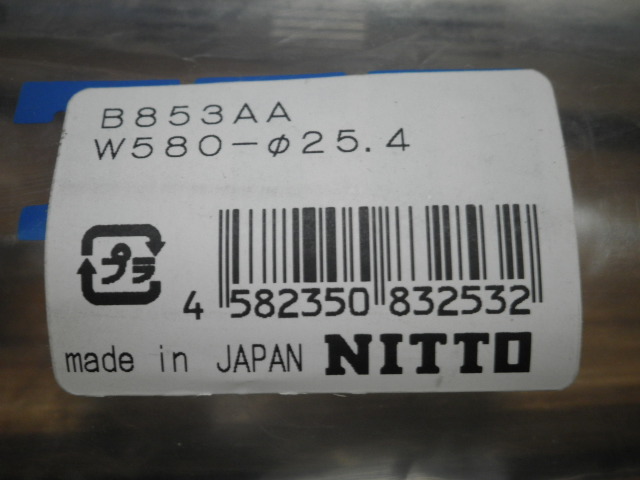 B853AA
W580-φ25.4
プラ
4 582350 832532
made in JAPAN NITTO